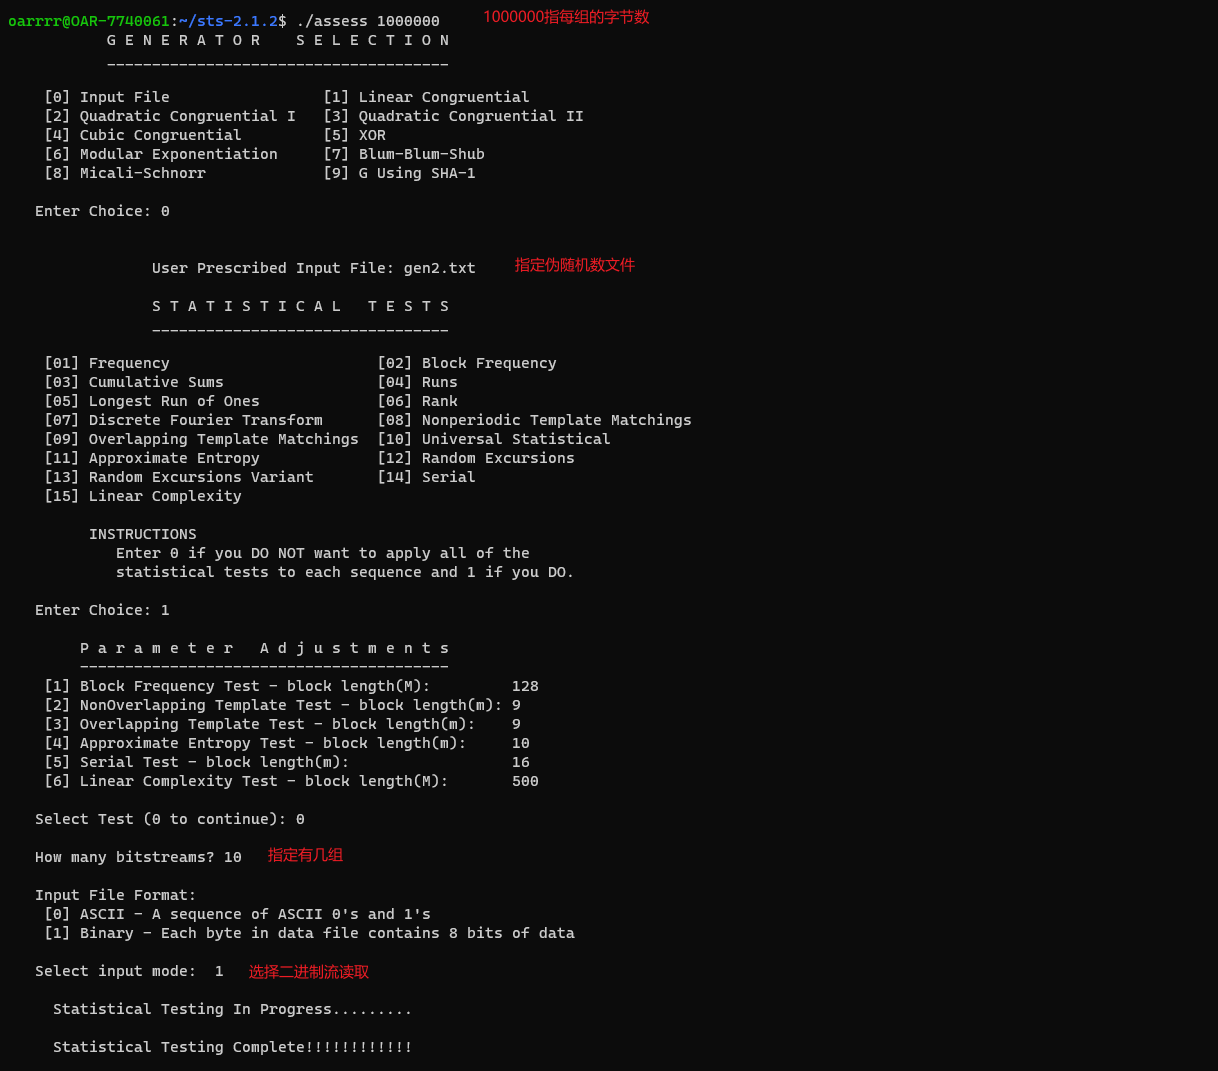 oarrrr@OAR-7740061:~/sts-2.1.2$ ./assess 1000000 1000000指每组的字节数
G E N E R A T O R    S E L E C T I O N
______________________________________
[0] Input File                 [1] Linear Congruential
[2] Quadratic Congruential I   [3] Quadratic Congruential II
[4] Cubic Congruential         [5] XOR
[6] Modular Exponentiation     [7] Blum-Blum-Shub
[8] Micali-Schnorr             [9] G Using SHA-1
Enter Choice: 0
User Prescribed Input File: gen2.txt 指定伪随机数文件
S T A T I S T I C A L   T E S T S
_________________________________
[01] Frequency                       [02] Block Frequency
[03] Cumulative Sums                 [04] Runs
[05] Longest Run of Ones             [06] Rank
[07] Discrete Fourier Transform      [08] Nonperiodic Template Matchings
[09] Overlapping Template Matchings  [10] Universal Statistical
[11] Approximate Entropy             [12] Random Excursions
[13] Random Excursions Variant       [14] Serial
[15] Linear Complexity
INSTRUCTIONS
Enter 0 if you DO NOT want to apply all of the
statistical tests to each sequence and 1 if you DO.
Enter Choice: 1
P a r a m e t e r   A d j u s t m e n t s
-----------------------------------------
[1] Block Frequency Test - block length(M):         128
[2] NonOverlapping Template Test - block length(m): 9
[3] Overlapping Template Test - block length(m):    9
[4] Approximate Entropy Test - block length(m):     10
[5] Serial Test - block length(m):                  16
[6] Linear Complexity Test - block length(M):       500
Select Test (0 to continue): 0
How many bitstreams? 10 指定有几组
Input File Format:
[0] ASCII - A sequence of ASCII 0's and 1's
[1] Binary - Each byte in data file contains 8 bits of data
Select input mode:  1 选择二进制流读取
Statistical Testing In Progress.........
Statistical Testing Complete!!!!!!!!!!!!